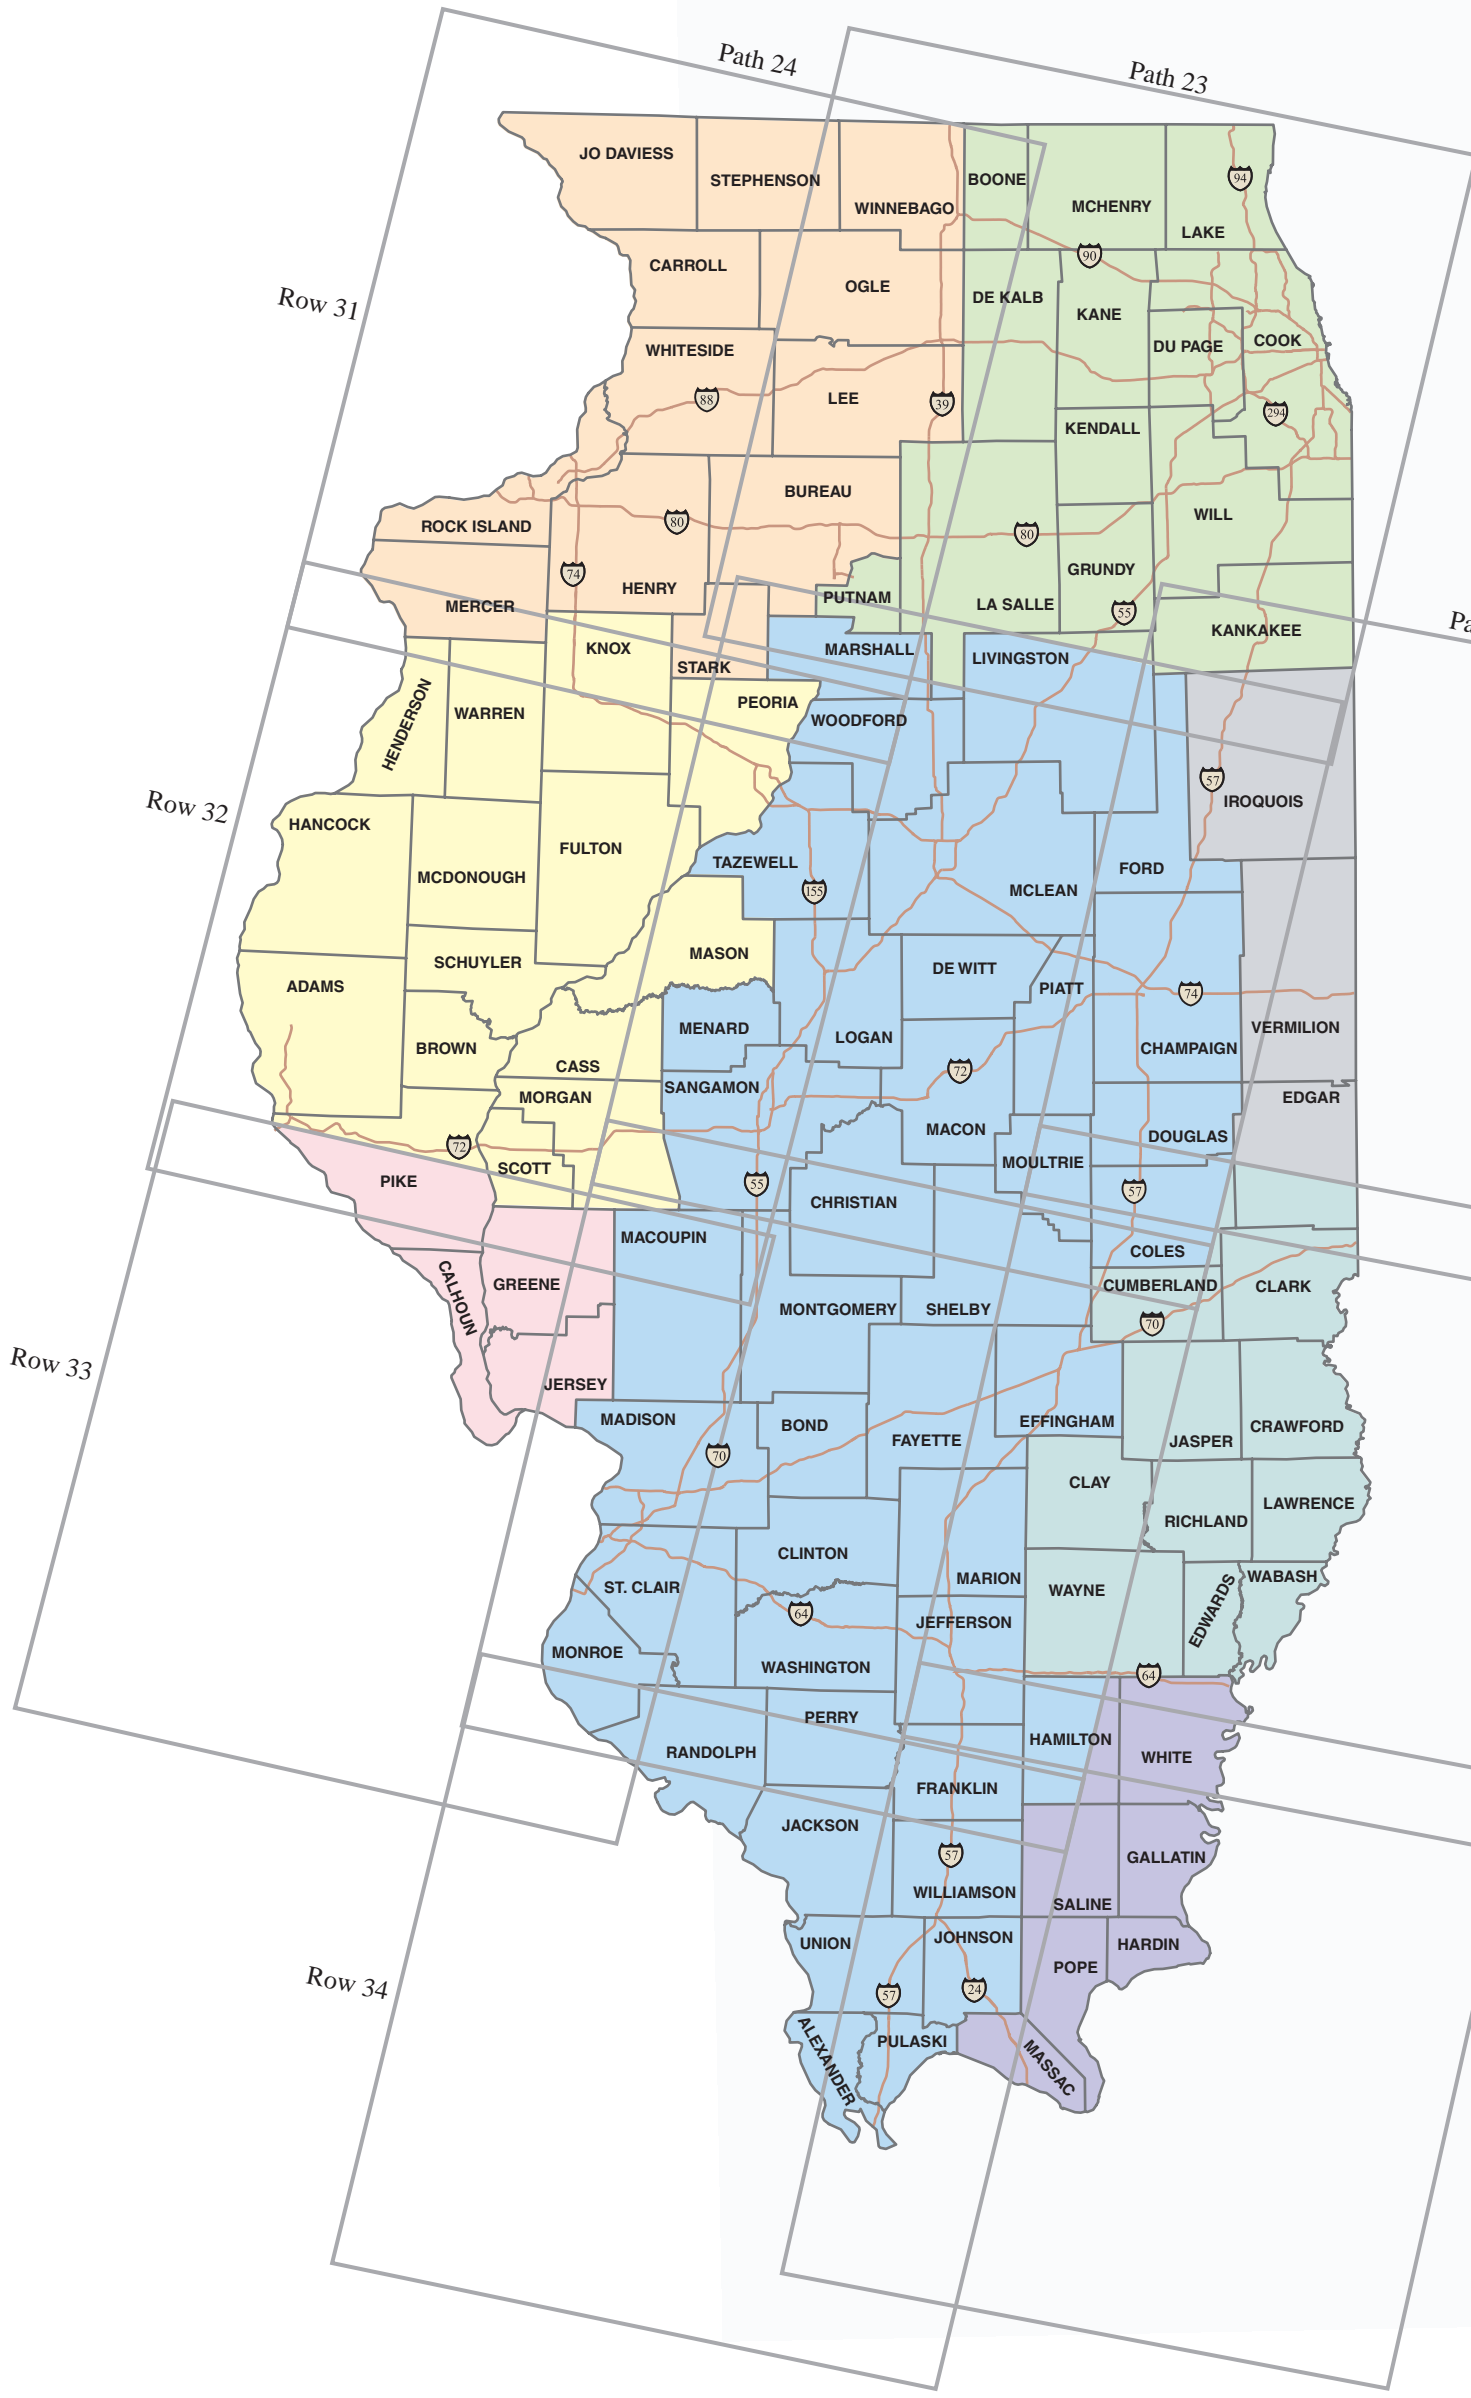 Path 24
Path 23
JO DAVIESS
STEPHENSON
WINNEBAGO
BOONE
MCHENRY
LAKE
94
CARROLL
OGLE
DE KALB
KANE
90
Row 31
WHITESIDE
LEE
DU PAGE
COOK
88
39
294
KENDALL
BUREAU
ROCK ISLAND
80
80
WILL
74
HENRY
GRUNDY
MERCER
PUTNAM
LA SALLE
55
Pa
KNOX
STARK
MARSHALL
LIVINGSTON
KANKAKEE
HENDERSON
WARREN
PEORIA
WOODFORD
57
IROQUOIS
Row 32
HANCOCK
FULTON
MCDONOUGH
TAZEWELL
155
MCLEAN
FORD
SCHUYLER
MASON
ADAMS
DE WITT
PIATT
74
MENARD
LOGAN
VERMILION
BROWN
CASS
CHAMPAIGN
SANGAMON
72
MORGAN
EDGAR
MACON
DOUGLAS
72
SCOTT
MOULTRIE
PIKE
55
CHRISTIAN
57
MACOUPIN
COLES
CALHOUN
GREENE
MONTGOMERY
SHELBY
CUMBERLAND
CLARK
70
Row 33
JERSEY
MADISON
BOND
FAYETTE
EFFINGHAM
JASPER
CRAWFORD
70
CLAY
RICHLAND
LAWRENCE
CLINTON
ST. CLAIR
MARION
WAYNE
EDWARDS
WABASH
64
JEFFERSON
MONROE
WASHINGTON
64
PERRY
RANDOLPH
HAMILTON
WHITE
FRANKLIN
JACKSON
57
GALLATIN
WILLIAMSON
SALINE
UNION
JOHNSON
HARDIN
POPE
Row 34
57
24
ALEXANDER
PULASKI
MASSAC